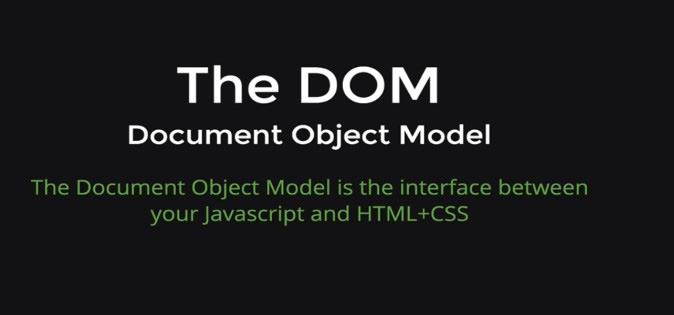 The DOM
Document Object Model
The Document Object Model is the interface between
your Javascript and HTML+CSS